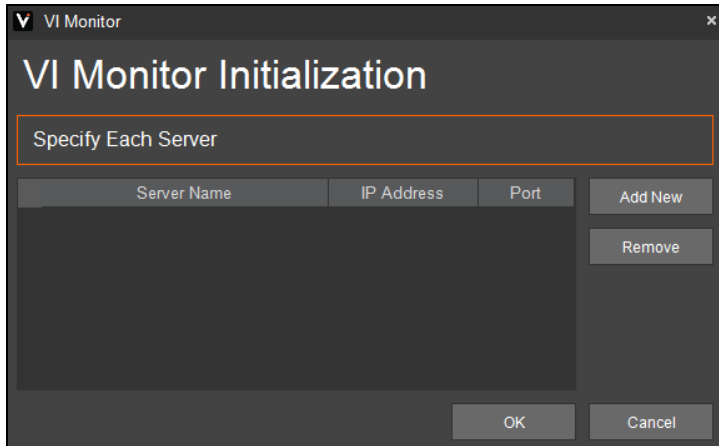 VI Monitor
VI Monitor Initialization
Specify Each Server
Server Name IP Address Port
Add New
Remove
OK Cancel